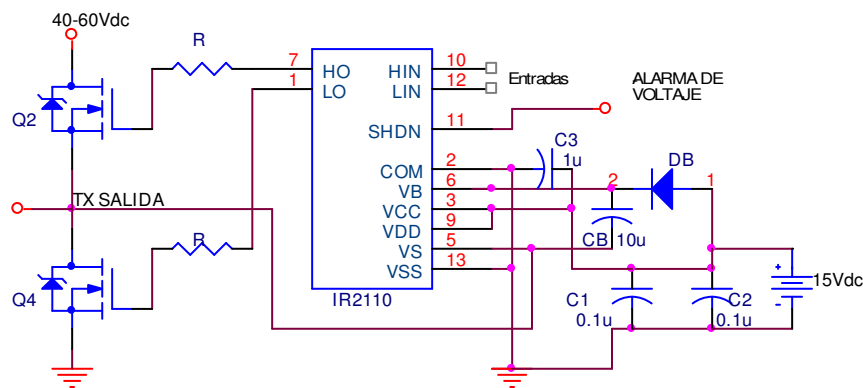 40-60Vdc
R
Q2
7
HO
1
LO
HIN
10
LIN
12
Entradas
ALARMA DE
VOLTAJE
SHDN
11
C3
1u
COM
2
VB
6
VCC
3
VDD
9
VS
5
VSS
13
2
DB
1
CB
10u
TX SALIDA
R
Q4
IR2110
C1
0.1u
C2
0.1u
+
-
15Vdc